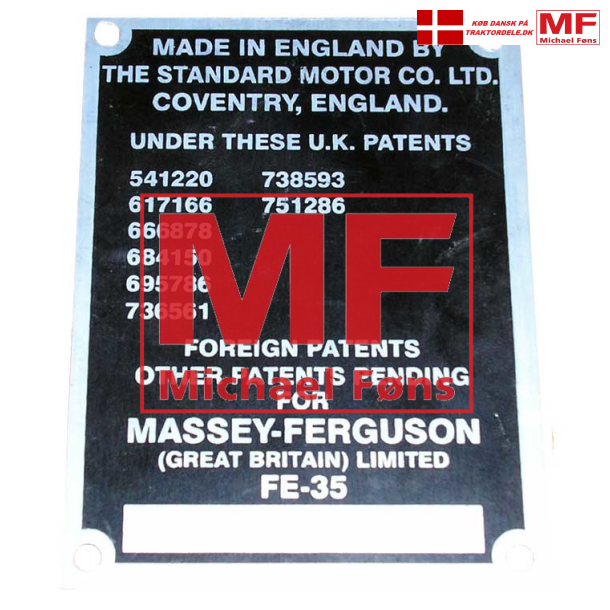 KØB DANSK PÅ
TRAKTORDELE.DK
MF
Michael Føns
MADE IN ENGLAND BY
THE STANDARD MOTOR CO. LTD.
COVENTRY, ENGLAND.
UNDER THESE U.K. PATENTS
541220 738593
617166 751286
666878
684150
695786
736561
MF
FOREIGN PATENTS
OTHER PATENTS PENDING
Michael Føns
FOR
MASSEY-FERGUSON
(GREAT BRITAIN) LIMITED
FE-35